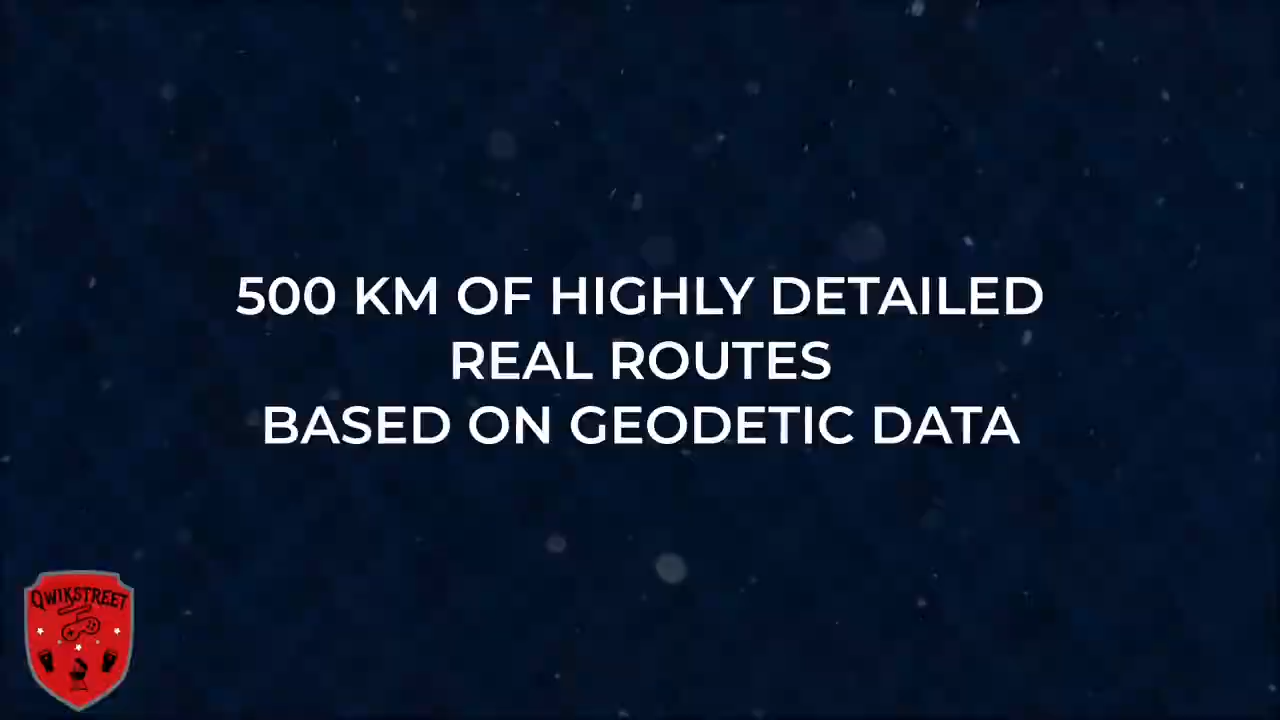 500 KM OF HIGHLY DETAILED
REAL ROUTES
BASED ON GEODETIC DATA
QWIKSTREET